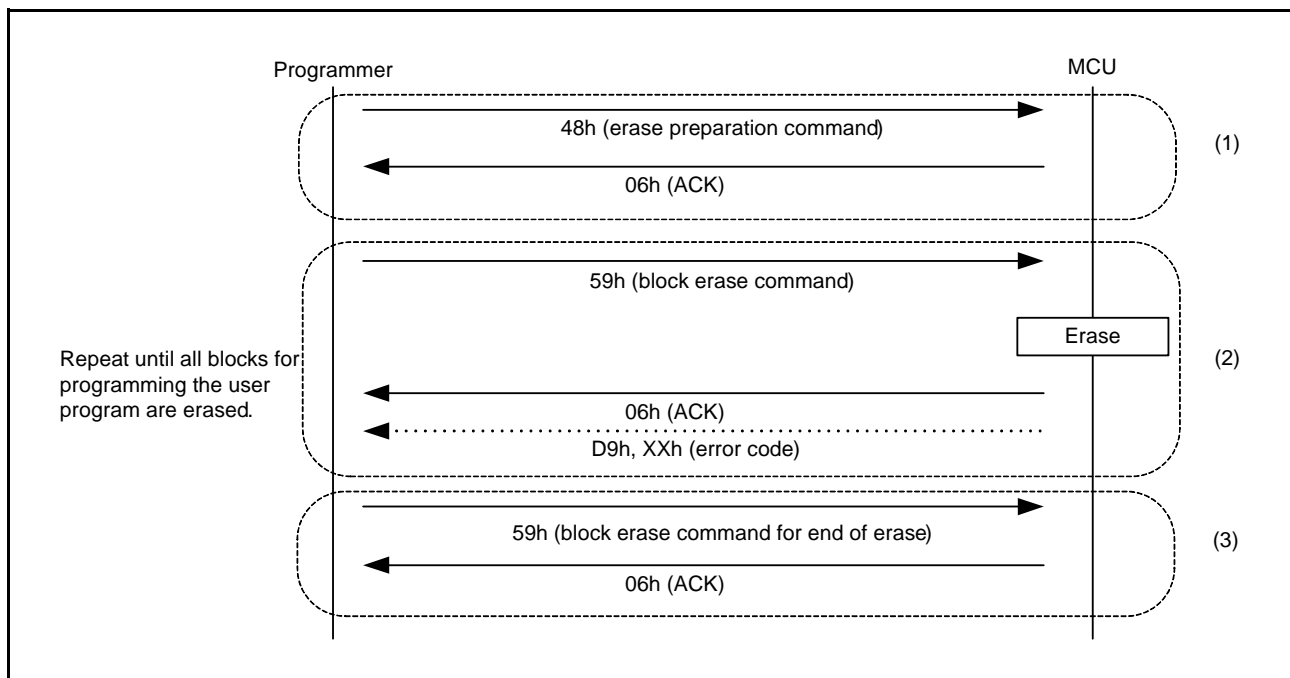 Programmer
MCU
48h (erase preparation command)
(1)
06h (ACK)
59h (block erase command)
Erase
Repeat until all blocks for
programming the user
program are erased.
(2)
06h (ACK)
D9h, XXh (error code)
59h (block erase command for end of erase)
(3)
06h (ACK)